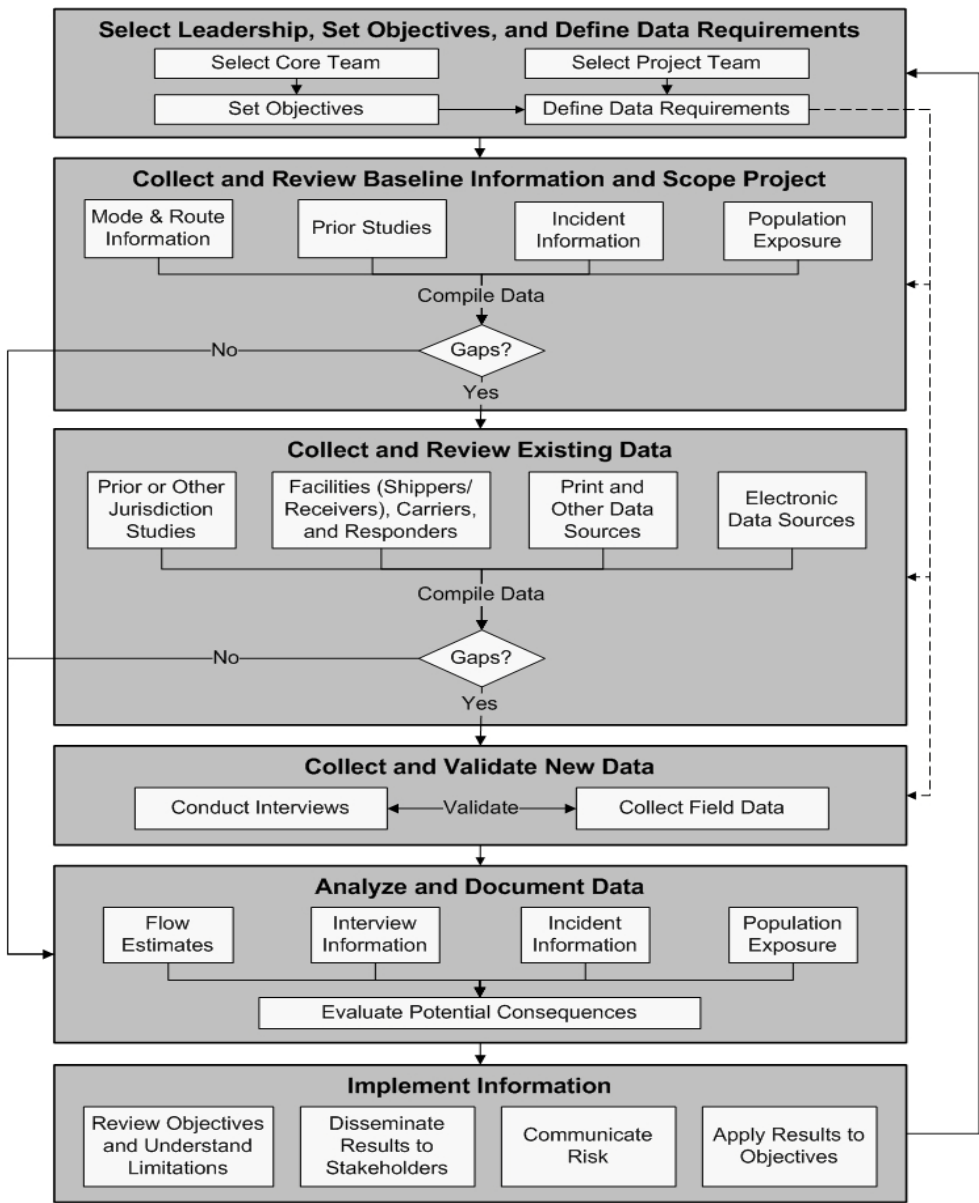 Select Leadership, Set Objectives, and Define Data Requirements
Select Core Team
Select Project Team
Set Objectives
Define Data Requirements
Collect and Review Baseline Information and Scope Project
Mode & Route
Information
Prior Studies
Incident
Information
Population
Exposure
Compile Data
No
Gaps?
Yes
Collect and Review Existing Data
Prior or Other
Jurisdiction
Studies
Facilities (Shippers/
Receivers), Carriers,
and Responders
Print and
Other Data
Sources
Electronic
Data Sources
Compile Data
No
Gaps?
Yes
Collect and Validate New Data
Conduct Interviews
Validate
Collect Field Data
Analyze and Document Data
Flow
Estimates
Interview
Information
Incident
Information
Population
Exposure
Evaluate Potential Consequences
Implement Information
Review Objectives
and Understand
Limitations
Disseminate
Results to
Stakeholders
Communicate
Risk
Apply Results to
Objectives